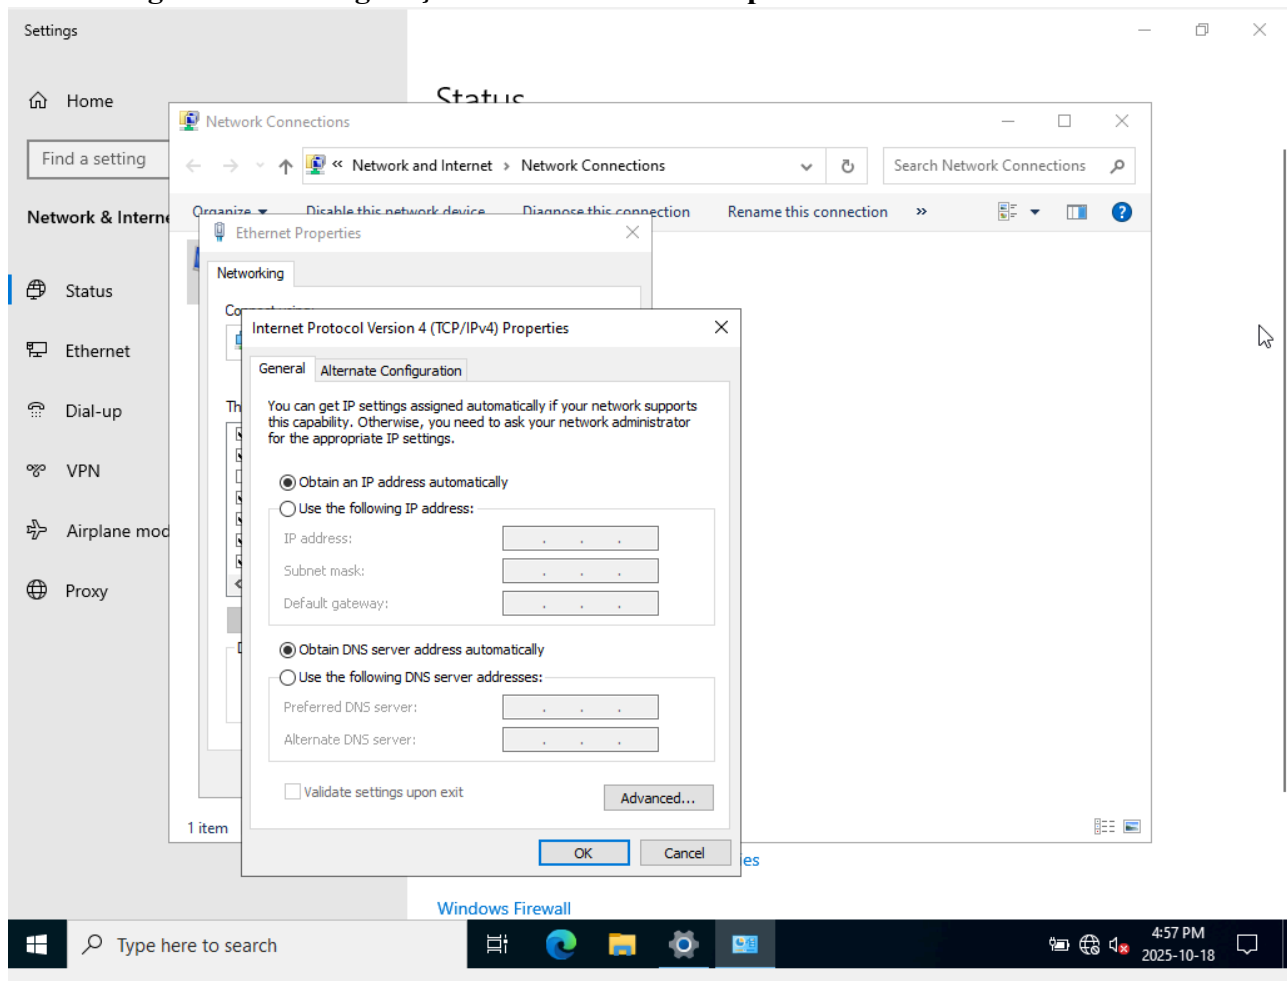 Settings
Home
Find a setting
Network & Interne
Status
Ethernet
Dial-up
VPN
Airplane mod
Proxy
Status
Network Connections
« Network and Internet > Network Connections
Search Network Connections
Organize Disable this network device Diagnose this connection Rename this connection »
Ethernet Properties
Networking
Internet Protocol Version 4 (TCP/IPv4) Properties
General Alternate Configuration
You can get IP settings assigned automatically if your network supports
this capability. Otherwise, you need to ask your network administrator
for the appropriate IP settings.
Obtain an IP address automatically
Use the following IP address:
IP address: . . .
Subnet mask: . . .
Default gateway: . . .
Obtain DNS server address automatically
Use the following DNS server addresses:
Preferred DNS server: . . .
Alternate DNS server: . . .
Validate settings upon exit
Advanced...
OK Cancel
1 item
ies
Windows Firewall
Type here to search
4:57 PM
2025-10-18